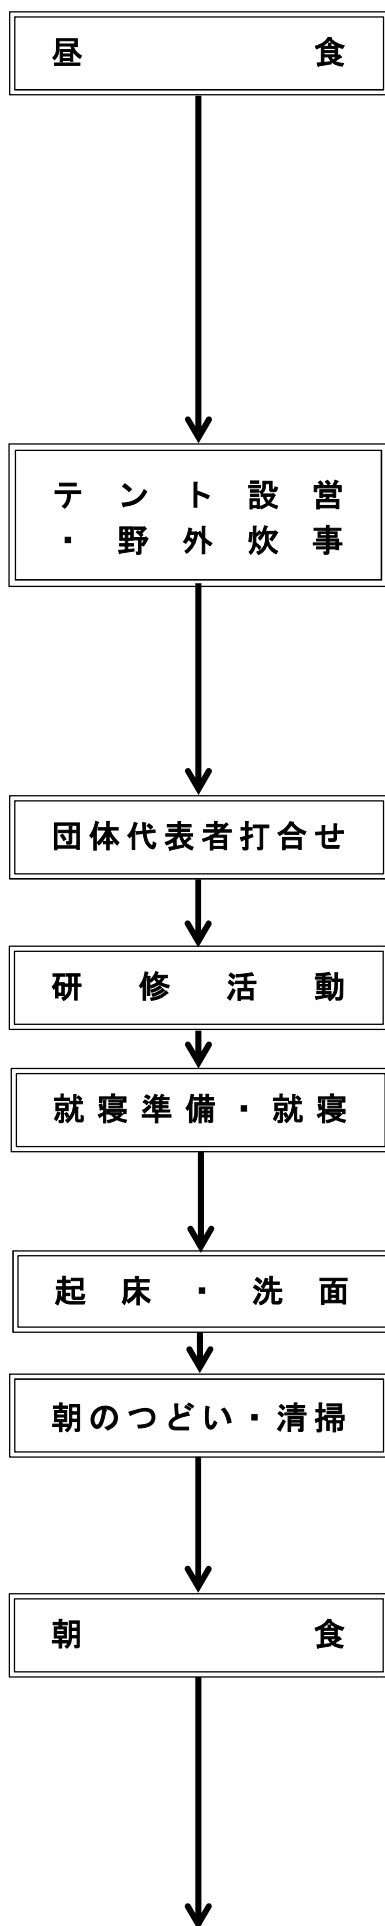 昼食
テント設営
・野外炊事
団体代表者打合せ
研修活動
就寝準備・就寝
起床・洗面
朝のつどい・清掃
朝食